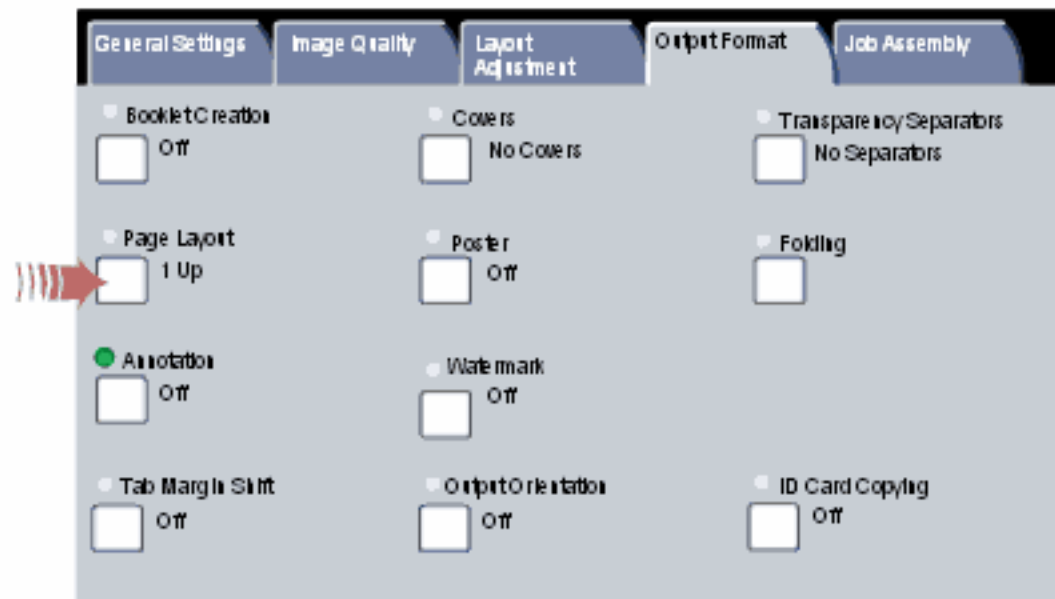 General Settings
Image Quality
Layout
Adjustment
Output Format
Job Assembly
Booklet Creation
Off
Covers
No Covers
Transparency Separators
No Separators
Page Layout
1 Up
Poster
Off
Folding
Annotation
Off
Watermark
Off
Tab Margin Shift
Off
Output Orientation
Off
ID Card Copying
Off